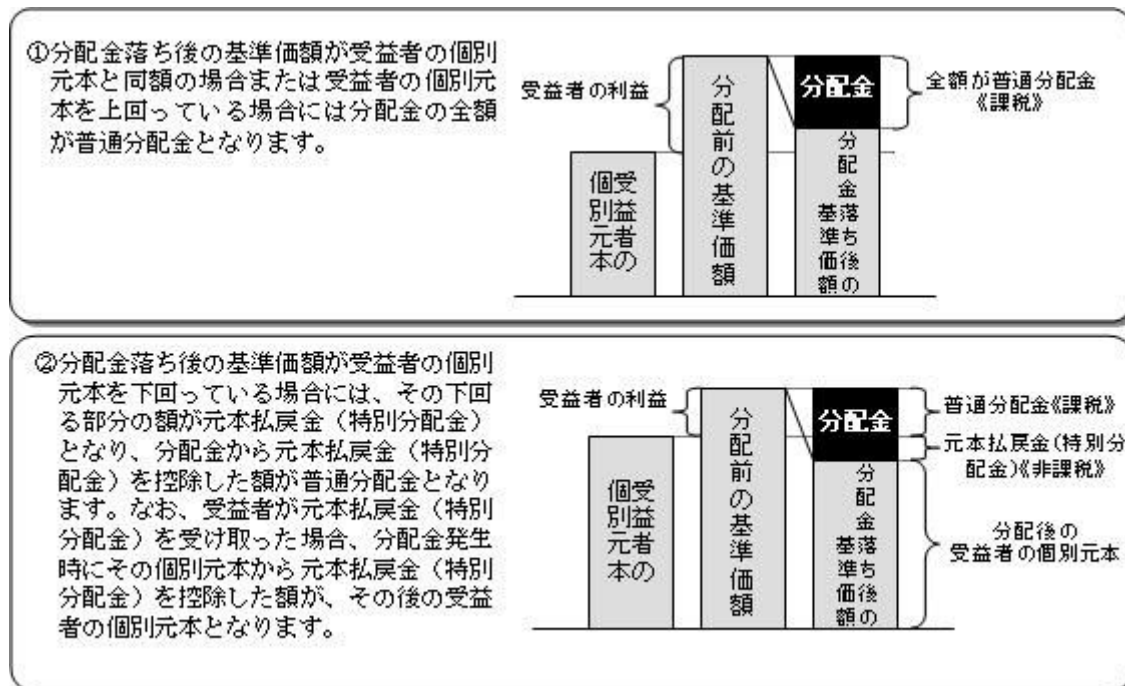 ①分配金落ち後の基準価額が受益者の個別
元本と同額の場合または受益者の個別元
本を上回っている場合には分配金の全額
が普通分配金となります。
受益者の利益
受益者の
個別元本
分配前の基準価額
分配金
分配金落ち後の
基準価額
全額が普通分配金
《課税》
②分配金落ち後の基準価額が受益者の個別
元本を下回っている場合には、その下回
る部分の額が元本払戻金（特別分配金）
となり、分配金から元本払戻金（特別分
配金）を控除した額が普通分配金となり
ます。なお、受益者が元本払戻金（特別
分配金）を受け取った場合、分配金発生
時にその個別元本から元本払戻金（特別
分配金）を控除した額が、その後の受益
者の個別元本となります。
受益者の利益
受益者の
個別元本
分配前の基準価額
分配金
分配金落ち後の
基準価額
普通分配金《課税》
元本払戻金(特別分
配金)《非課税》
分配後の
受益者の個別元本